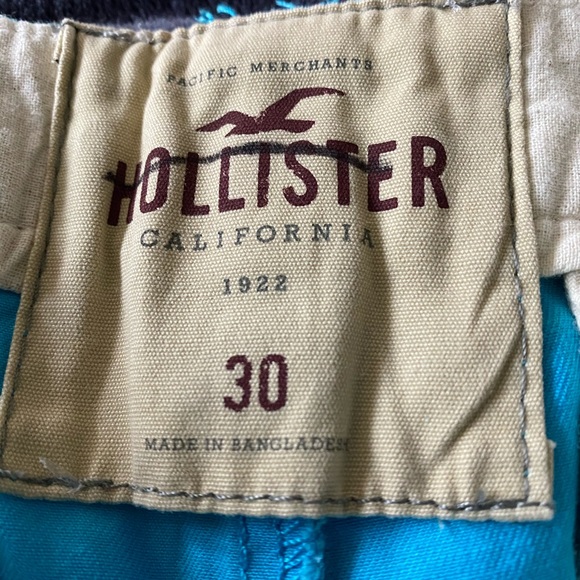 PACIFIC MERCHANTS
HOLLISTER
CALIFORNIA
1922
30
MADE IN BANGLADESH